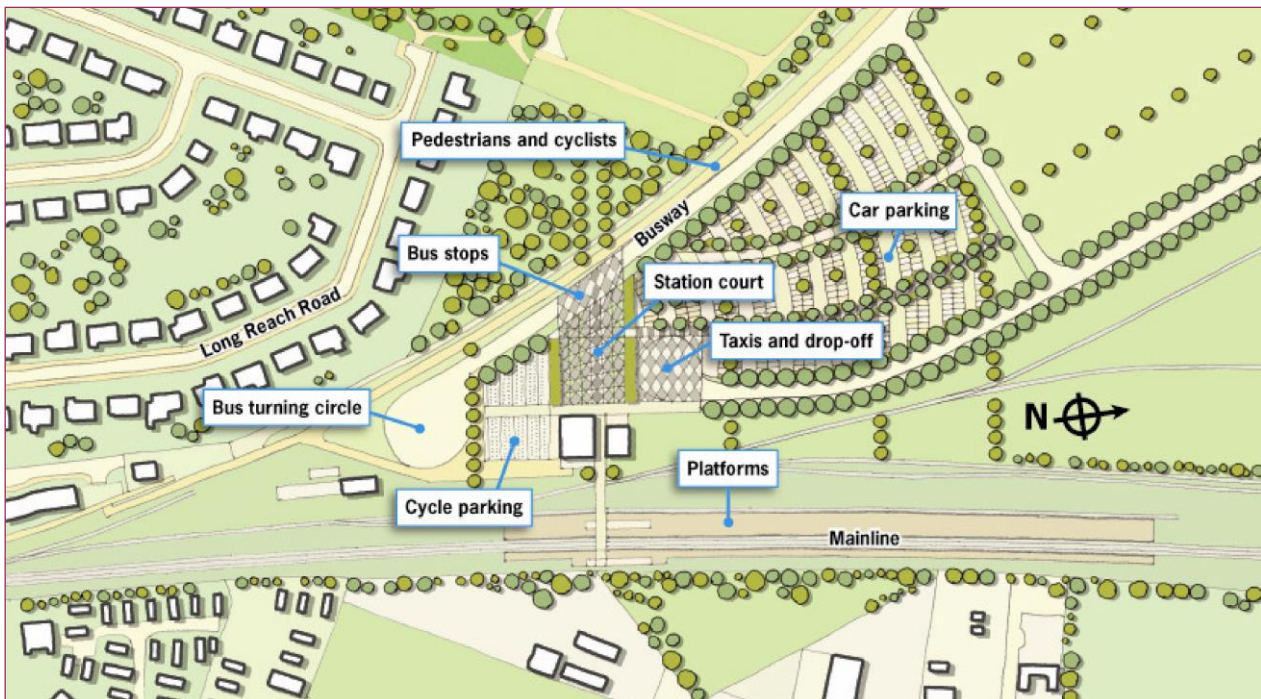 Pedestrians and cyclists
Busway
Car parking
Bus stops
Station court
Long Reach Road
Taxis and drop-off
Bus turning circle
N
Platforms
Cycle parking
Mainline